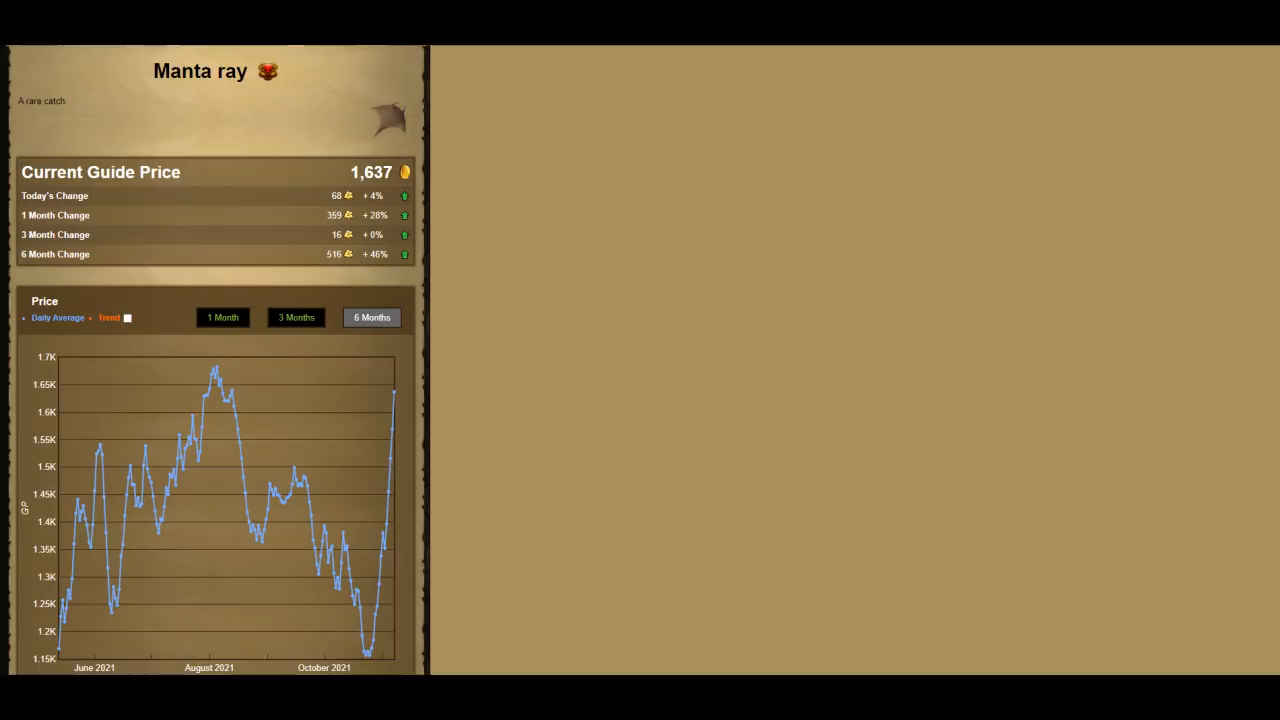 Manta ray
A rare catch.
Current Guide Price 1,637
Today's Change 68 + 4%
1 Month Change 359 + 28%
3 Month Change 16 + 0%
6 Month Change 516 + 46%
Price
Daily Average Trend 1 Month 3 Months 6 Months
1.7K
1.65K
1.6K
1.55K
1.5K
1.45K
1.4K
1.35K
1.3K
1.25K
1.2K
1.15K
GP
June 2021 August 2021 October 2021